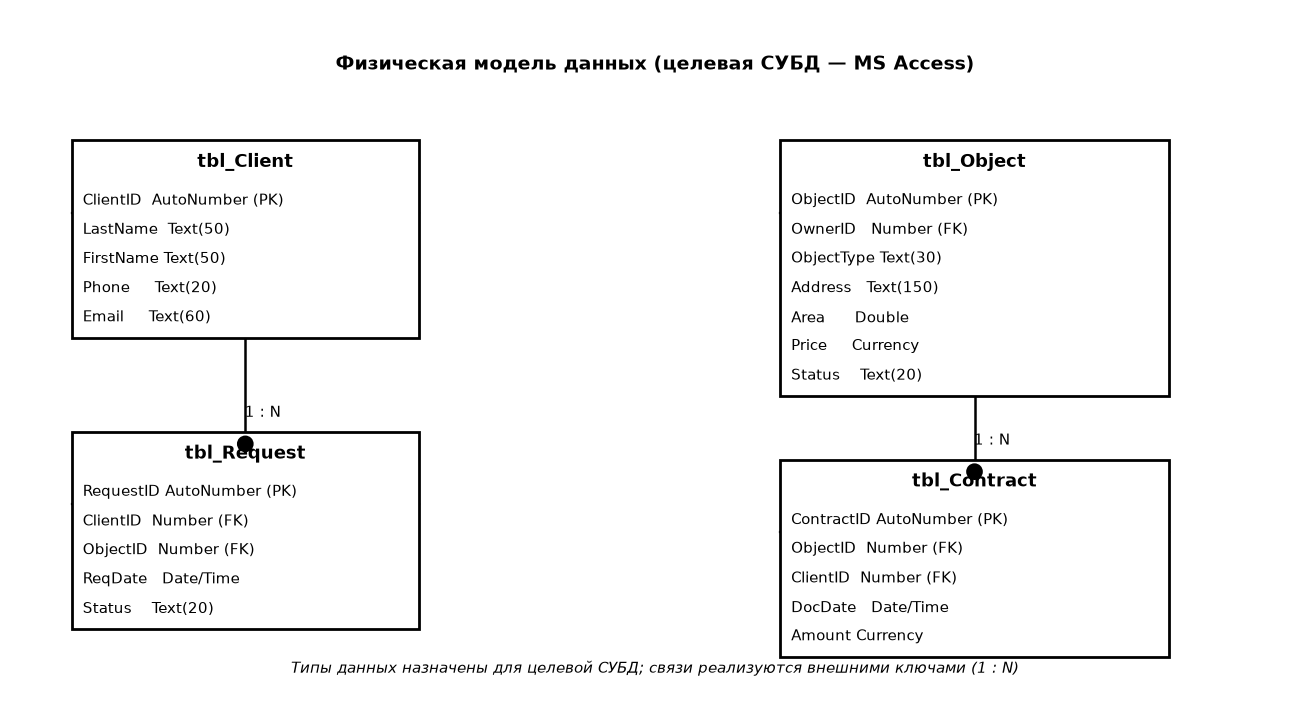 Физическая модель данных (целевая СУБД — MS Access)
tbl_Client
ClientID AutoNumber (PK)
LastName Text(50)
FirstName Text(50)
Phone Text(20)
Email Text(60)
1 : N
tbl_Request
RequestID AutoNumber (PK)
ClientID Number (FK)
ObjectID Number (FK)
ReqDate Date/Time
Status Text(20)
tbl_Object
ObjectID AutoNumber (PK)
OwnerID Number (FK)
ObjectType Text(30)
Address Text(150)
Area Double
Price Currency
Status Text(20)
1 : N
tbl_Contract
ContractID AutoNumber (PK)
ObjectID Number (FK)
ClientID Number (FK)
DocDate Date/Time
Amount Currency
Типы данных назначены для целевой СУБД; связи реализуются внешними ключами (1 : N)